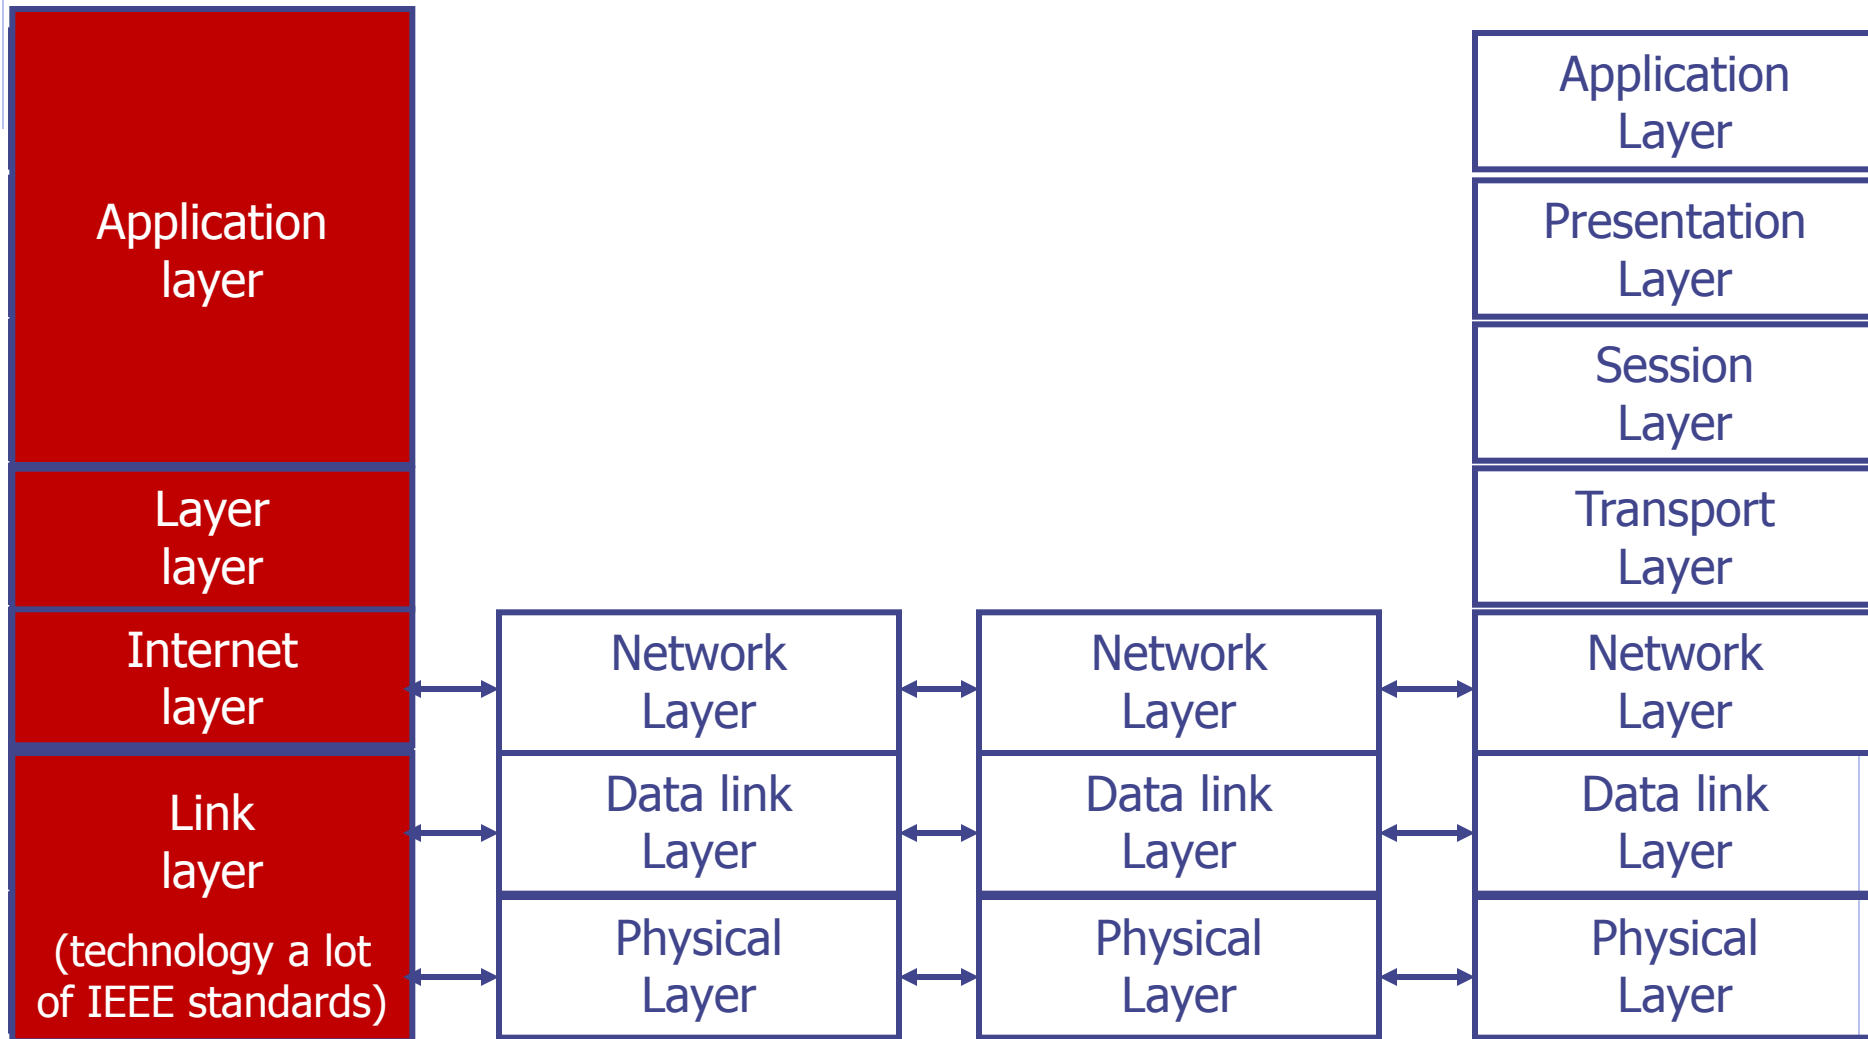 Application
layer
Layer
layer
Internet
layer
Link
layer
(technology a lot
of IEEE standards)
Network
Layer
Data link
Layer
Physical
Layer
Network
Layer
Data link
Layer
Physical
Layer
Application
Layer
Presentation
Layer
Session
Layer
Transport
Layer
Network
Layer
Data link
Layer
Physical
Layer